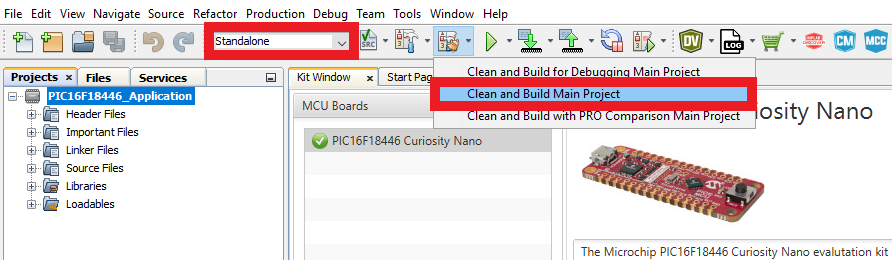 File Edit View Navigate Source Refactor Production Debug Team Tools Window Help
Standalone
SRC
DV
LOG
CM
MCC
Projects × Files Services
Kit Window × Start Pag
Clean and Build for Debugging Main Project
Clean and Build Main Project
Clean and Build with PRO Comparison Main Project
PIC16F18446_Application
Header Files
Important Files
Linker Files
Source Files
Libraries
Loadables
MCU Boards
PIC16F18446 Curiosity Nano
iosity Nano
The Microchip PIC16F18446 Curiosity Nano evalutation kit